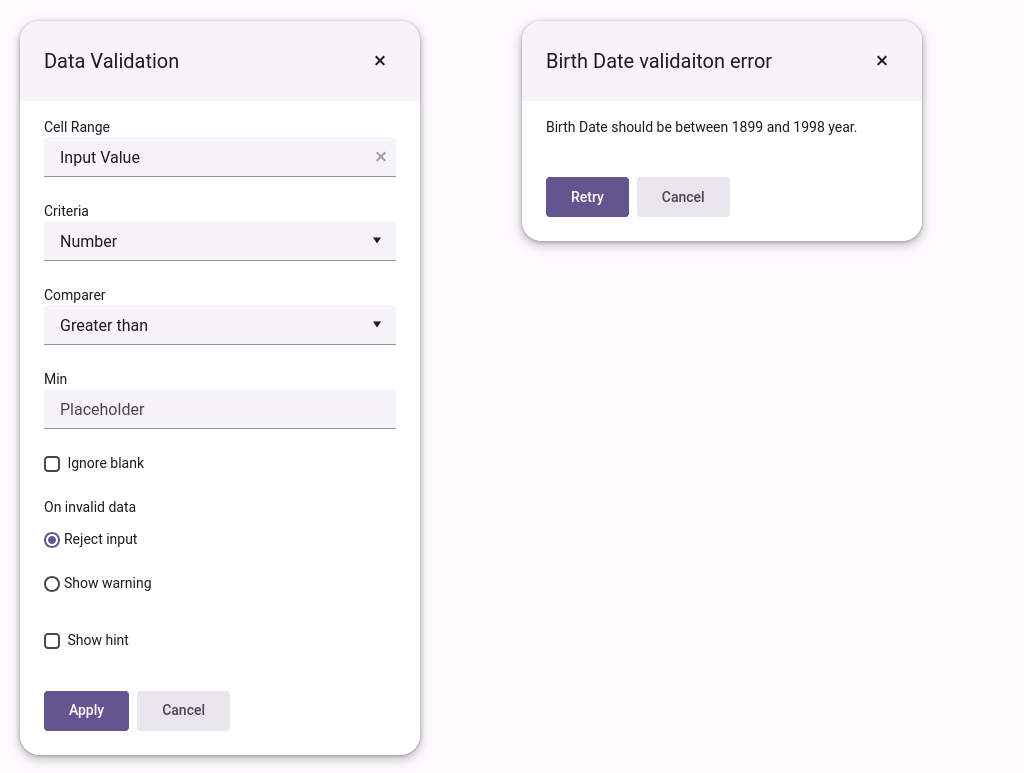 Data Validation
Cell Range
Input Value
Criteria
Number
Comparer
Greater than
Min
Placeholder
Ignore blank
On invalid data
Reject input
Show warning
Show hint
Apply Cancel
Birth Date validaiton error
Birth Date should be between 1899 and 1998 year.
Retry Cancel